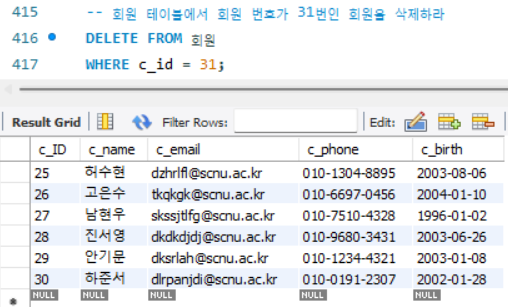 415 -- 회원 테이블에서 회원 번호가 31번인 회원을 삭제하라
416 DELETE FROM 회원
417 WHERE c_id = 31;
Result Grid Filter Rows: Edit:
c_ID c_name c_email c_phone c_birth
25 허수현 dzhrlfl@scnu.ac.kr 010-1304-8895 2003-08-06
26 고은수 tkqkgk@scnu.ac.kr 010-6697-0456 2004-01-10
27 남현우 skssjtlfg@scnu.ac.kr 010-7510-4328 1996-01-02
28 진서영 dkdkdjdj@scnu.ac.kr 010-9680-3431 2003-06-26
29 안기문 dksrlah@scnu.ac.kr 010-1234-4321 2003-01-08
30 하준서 dlrpanjdi@scnu.ac.kr 010-0191-2307 2002-01-28
NULL NULL NULL NULL NULL